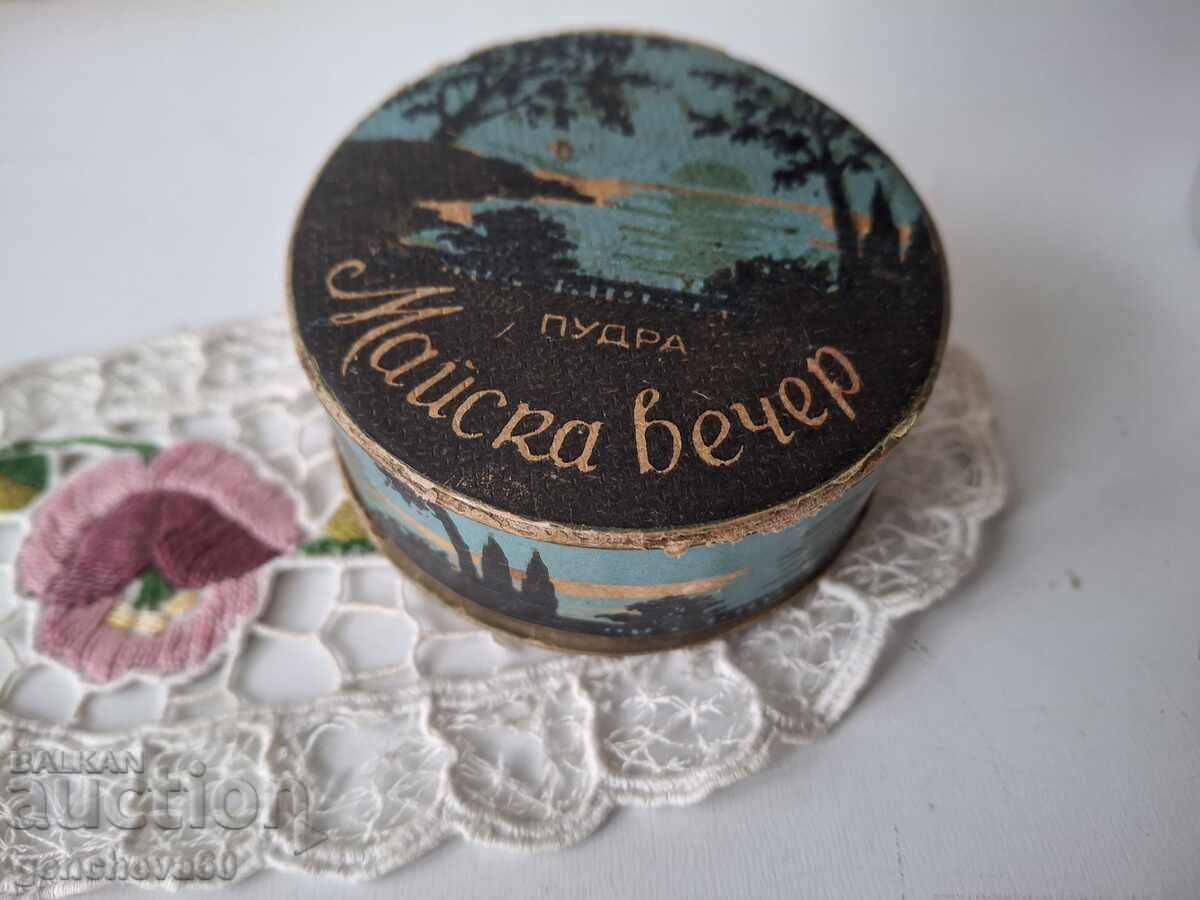 ПУДРА
Майска вечер
BALKAN
auction
genchova60